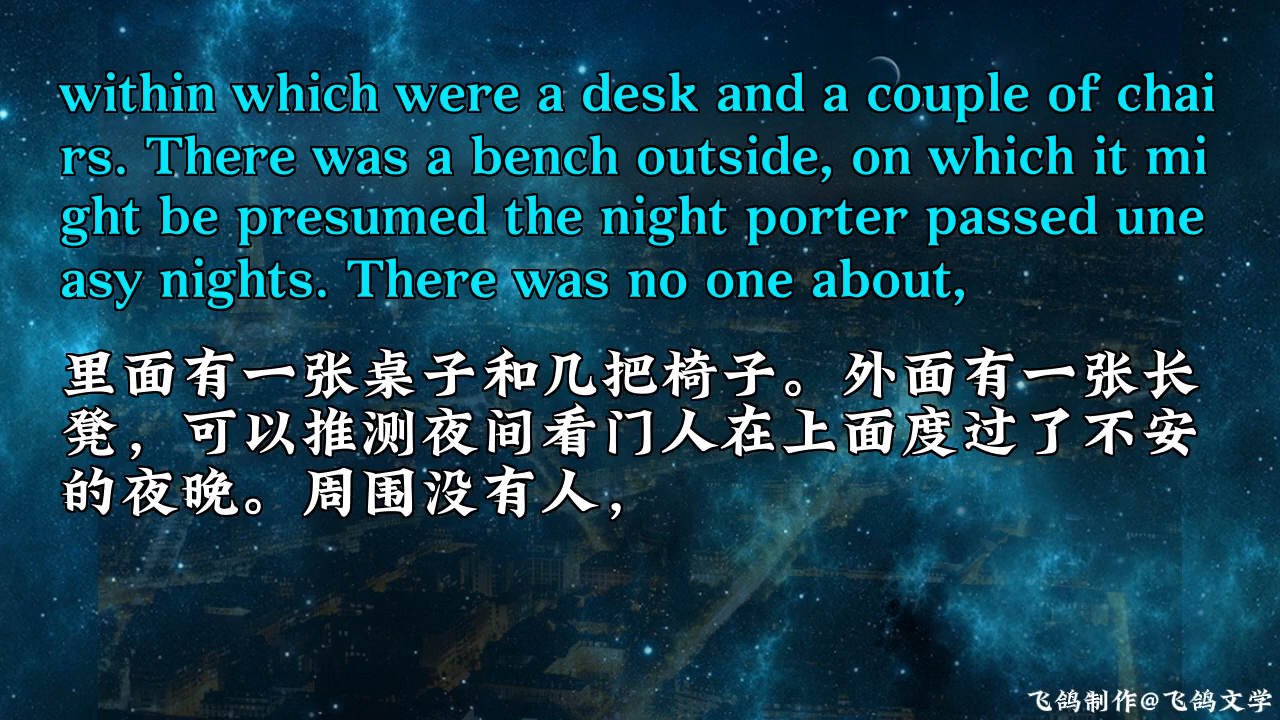 within which were a desk and a couple of chai
rs. There was a bench outside, on which it mi
ght be presumed the night porter passed une
asy nights. There was no one about,
里面有一张桌子和几把椅子。外面有一张长
凳，可以推测夜间看门人在上面度过了不安
的夜晚。周围没有人，
飞鸽制作@飞鸽文学